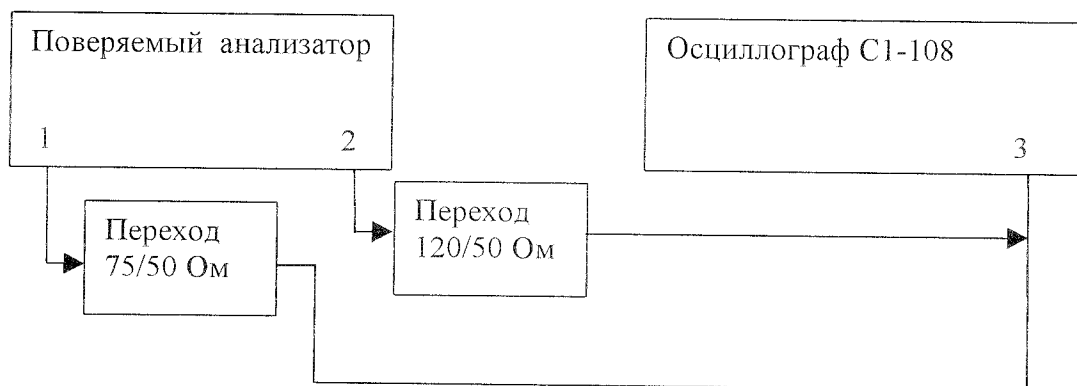 Поверяемый анализатор
1
2
Осциллограф С1-108
3
Переход
75/50 Ом
Переход
120/50 Ом